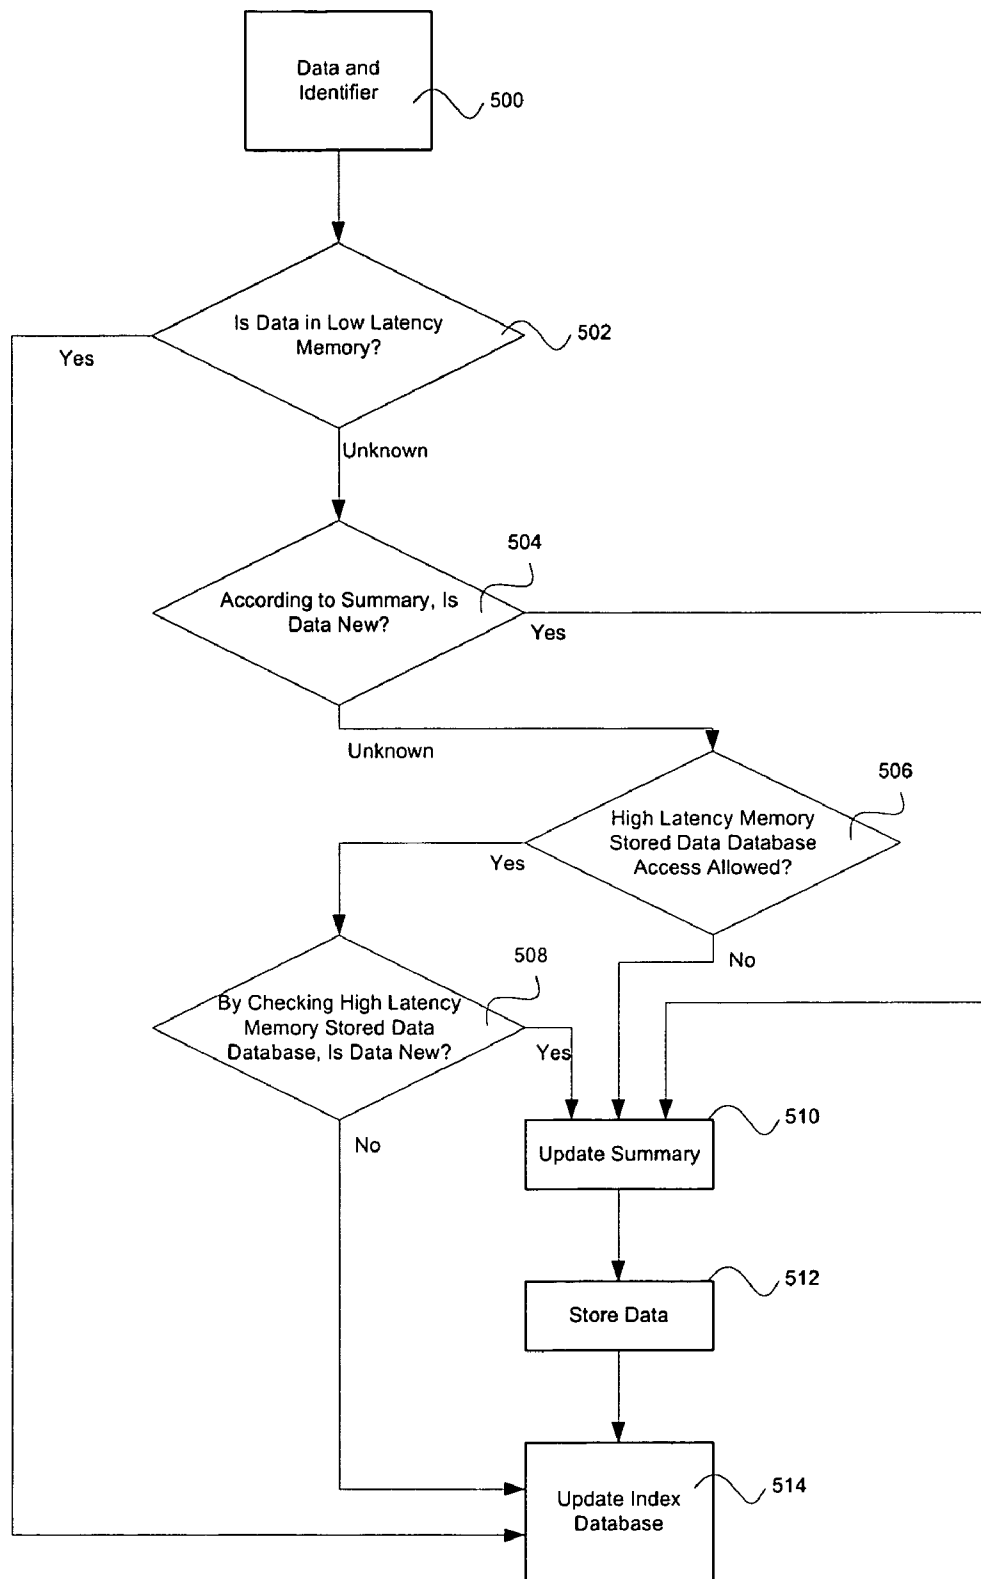 Data and
Identifier
500
Is Data in Low Latency
Memory?
502
Yes
Unknown
504
According to Summary, Is
Data New?
Yes
Unknown
506
High Latency Memory
Stored Data Database
Access Allowed?
Yes
No
508
By Checking High Latency
Memory Stored Data
Database, Is Data New?
Yes
No
510
Update Summary
512
Store Data
514
Update Index
Database